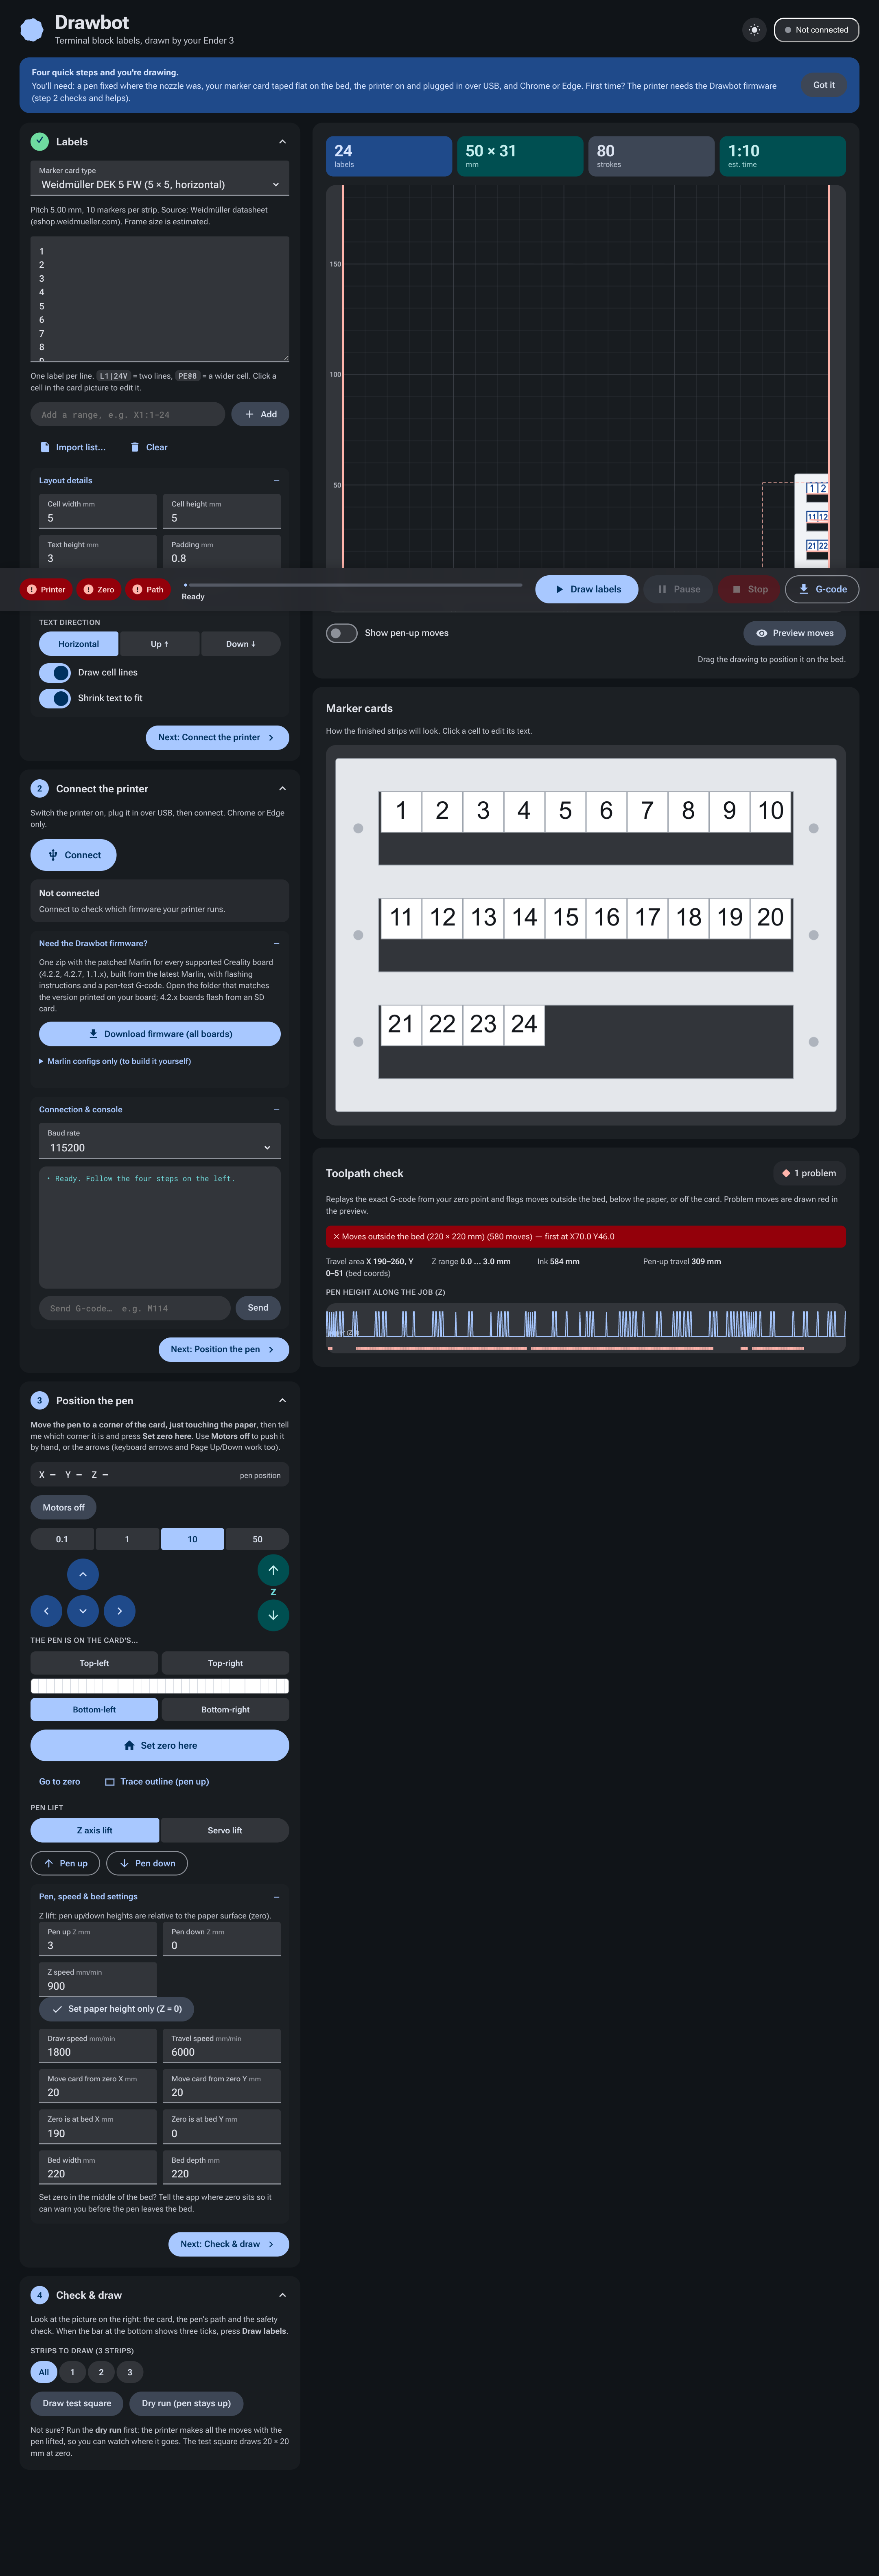 Drawbot
Terminal block labels, drawn by your Ender 3
Not connected
Four quick steps and you're drawing.
You'll need: a pen fixed where the nozzle was, your marker card taped flat on the bed, the printer on and plugged in over USB, and Chrome or Edge. First time? The printer needs the Drawbot firmware
(step 2 checks and helps).
Got it
Labels
Marker card type
Weidmüller DEK 5 FW (5 × 5, horizontal)
Pitch 5.00 mm, 10 markers per strip. Source: Weidmüller datasheet
(eshop.weidmueller.com). Frame size is estimated.
1
2
3
4
5
6
7
8
One label per line. L1|24V = two lines, PE@8 = a wider cell. Click a
cell in the card picture to edit it.
Add a range, e.g. X1:1-24
Add
Import list...
Clear
Layout details
Cell width mm
5
Cell height mm
5
Text height mm
3
Padding mm
0.8
24
labels
50 × 31
mm
80
strokes
1:10
est. time
150
100
50
1 2
11 12
21 22
Printer
Zero
Path
Ready
Draw labels
Pause
Stop
G-code
TEXT DIRECTION
Horizontal
Up ↑
Down ↓
Draw cell lines
Shrink text to fit
Next: Connect the printer
Show pen-up moves
Preview moves
Drag the drawing to position it on the bed.
Marker cards
How the finished strips will look. Click a cell to edit its text.
1 2 3 4 5 6 7 8 9 10
11 12 13 14 15 16 17 18 19 20
21 22 23 24
2
Connect the printer
Switch the printer on, plug it in over USB, then connect. Chrome or Edge
only.
Connect
Not connected
Connect to check which firmware your printer runs.
Need the Drawbot firmware?
One zip with the patched Marlin for every supported Creality board
(4.2.2, 4.2.7, 1.1.x), built from the latest Marlin, with flashing
instructions and a pen-test G-code. Open the folder that matches
the version printed on your board; 4.2.x boards flash from an SD
card.
Download firmware (all boards)
Marlin configs only (to build it yourself)
Connection & console
Baud rate
115200
· Ready. Follow the four steps on the left.
Send G-code… e.g. M114
Send
Next: Position the pen
Toolpath check
1 problem
Replays the exact G-code from your zero point and flags moves outside the bed, below the paper, or off the card. Problem moves are drawn red in
the preview.
✕ Moves outside the bed (220 × 220 mm) (580 moves) — first at X70.0 Y46.0
Travel area X 190–260, Y
0–51 (bed coords)
Z range 0.0 … 3.0 mm
Ink 584 mm
Pen-up travel 309 mm
PEN HEIGHT ALONG THE JOB (Z)
3
Position the pen
Move the pen to a corner of the card, just touching the paper, then tell
me which corner it is and press Set zero here. Use Motors off to push it
by hand, or the arrows (keyboard arrows and Page Up/Down work too).
X – Y – Z –
pen position
Motors off
0.1
1
10
50
Z
THE PEN IS ON THE CARD'S…
Top-left
Top-right
Bottom-left
Bottom-right
Set zero here
Go to zero
Trace outline (pen up)
PEN LIFT
Z axis lift
Servo lift
Pen up
Pen down
Pen, speed & bed settings
Z lift: pen up/down heights are relative to the paper surface (zero).
Pen up Z mm
3
Pen down Z mm
0
Z speed mm/min
900
Set paper height only (Z = 0)
Draw speed mm/min
1800
Travel speed mm/min
6000
Move card from zero X mm
20
Move card from zero Y mm
20
Zero is at bed X mm
190
Zero is at bed Y mm
0
Bed width mm
220
Bed depth mm
220
Set zero in the middle of the bed? Tell the app where zero sits so it
can warn you before the pen leaves the bed.
Next: Check & draw
4
Check & draw
Look at the picture on the right: the card, the pen's path and the safety
check. When the bar at the bottom shows three ticks, press Draw labels.
STRIPS TO DRAW (3 STRIPS)
All
1
2
3
Draw test square
Dry run (pen stays up)
Not sure? Run the dry run first: the printer makes all the moves with the
pen lifted, so you can watch where it goes. The test square draws 20 × 20
mm at zero.